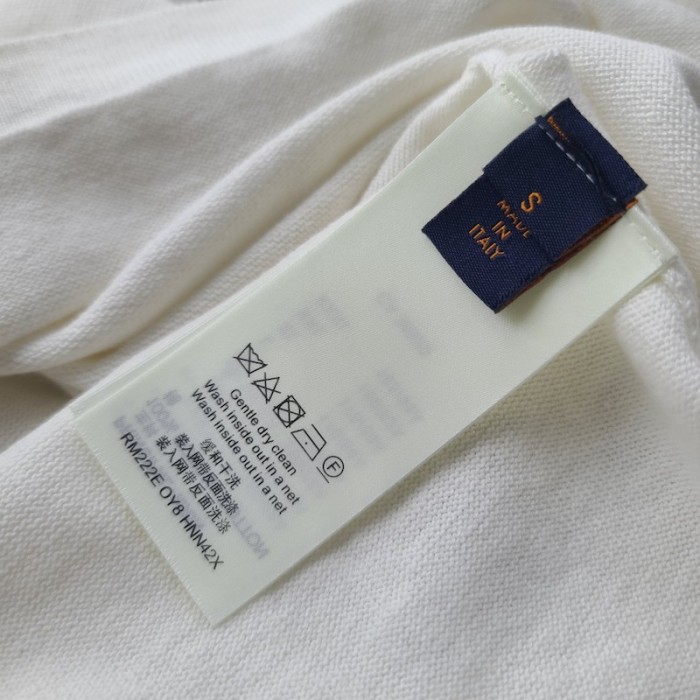 S
MADE
IN
ITALY
F
Gentle dry clean
Wash inside out in a net
Wash inside out in a net
缓和干洗
装入网带反面洗涤
装入网带反面洗涤
RM222E OY8 HNN42X